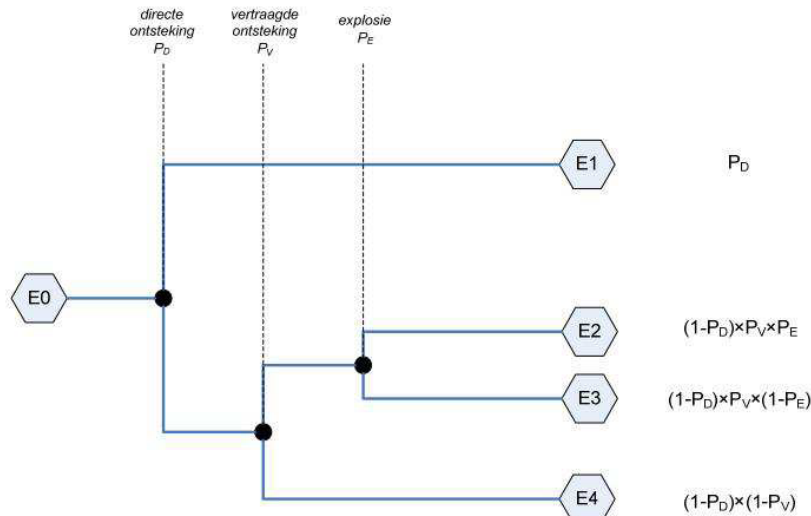 directe
ontsteking
P_D
vertraagde
ontsteking
P_V
explosie
P_E
E1
P_D
E0
E2
(1-P_D)×P_V×P_E
E3
(1-P_D)×P_V×(1-P_E)
E4
(1-P_D)×(1-P_V)